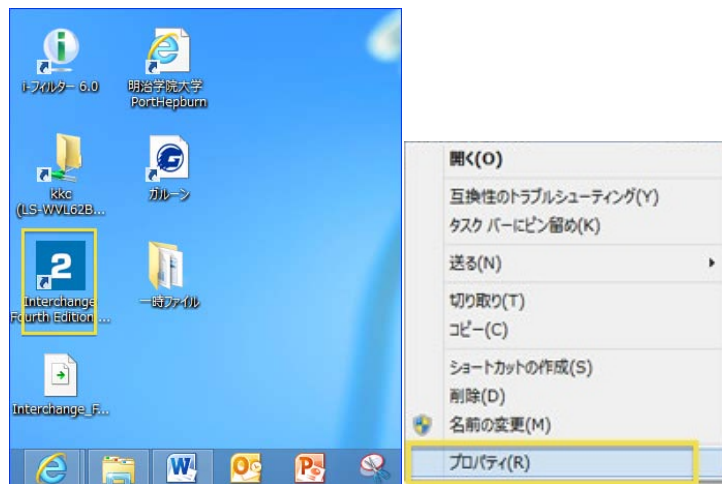 i-フィルター 6.0
明治学院大学
PortHepburn
kkc
(LS-WVL62B...
ガルーン
2
Interchange
Fourth Edition ...
一時ファイル
Interchange_F...
開く(O)
互換性のトラブルシューティング(Y)
タスク バーにピン留め(K)
送る(N)
切り取り(T)
コピー(C)
ショートカットの作成(S)
削除(D)
名前の変更(M)
プロパティ(R)